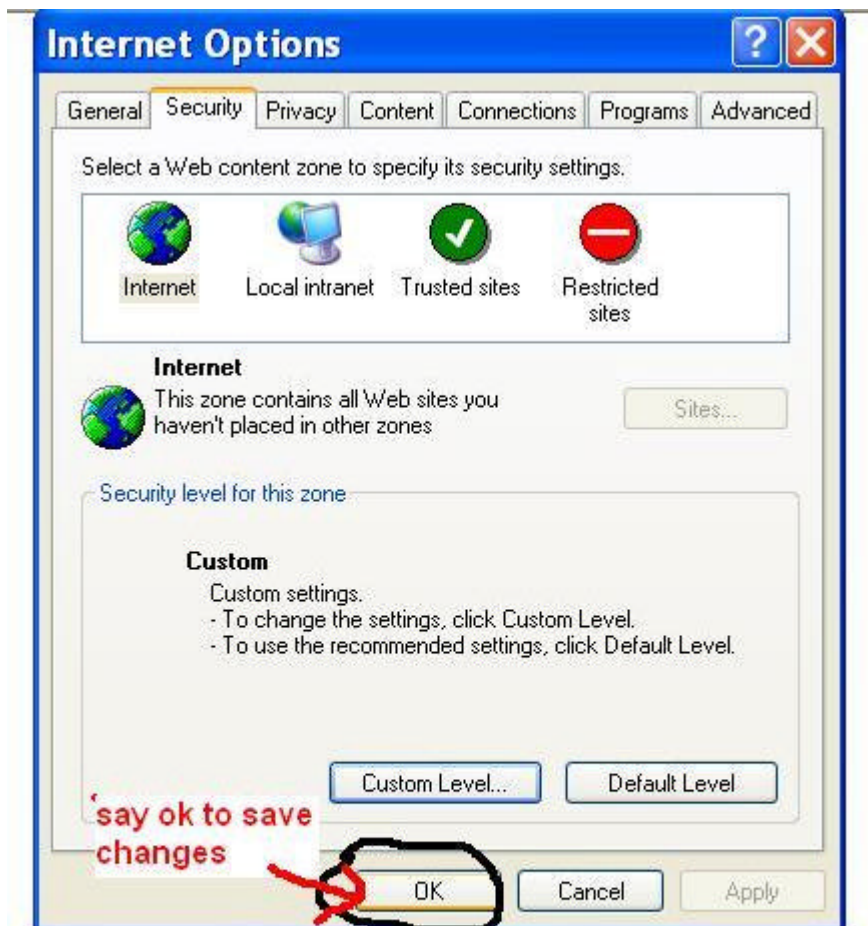 Internet Options
General Security Privacy Content Connections Programs Advanced
Select a Web content zone to specify its security settings.
Internet Local intranet Trusted sites Restricted
sites
Internet
This zone contains all Web sites you
haven't placed in other zones
Sites...
Security level for this zone
Custom
Custom settings.
- To change the settings, click Custom Level.
- To use the recommended settings, click Default Level.
Custom Level... Default Level
say ok to save
changes
OK Cancel Apply